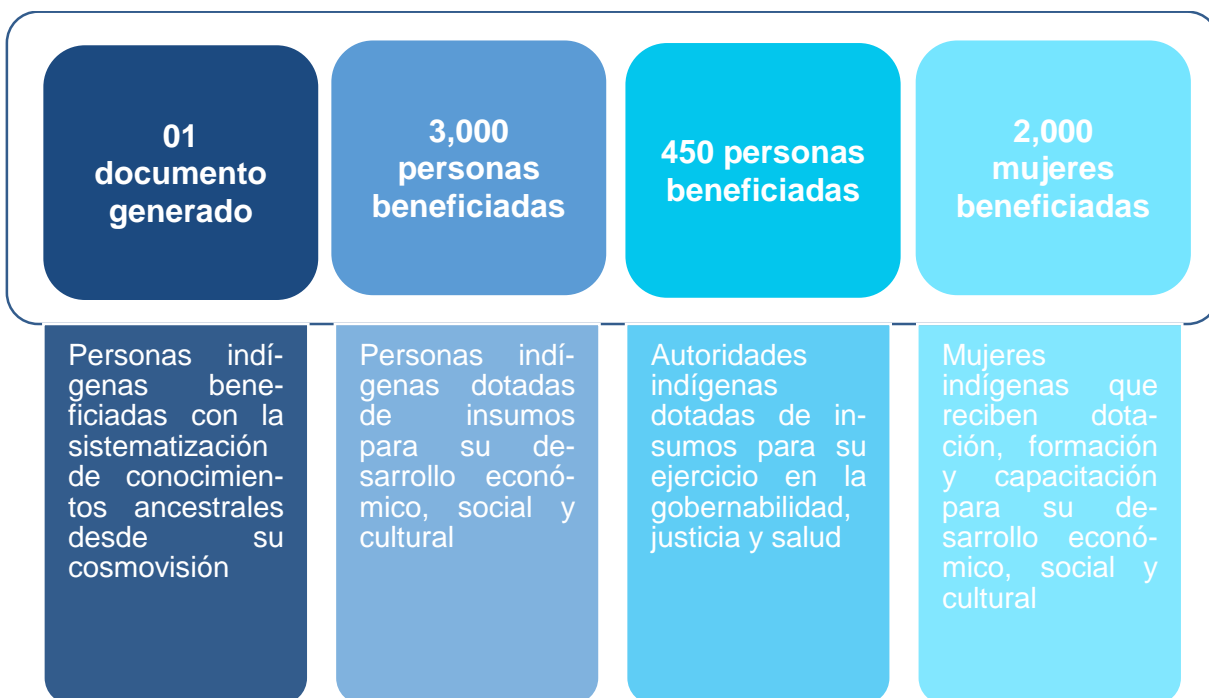 01
documento
generado
3,000
personas
beneficiadas
450 personas
beneficiadas
2,000
mujeres
beneficiadas
Personas indí-
genas bene-
ficiadas con la
sistematización
de conocimien-
tos ancestrales
desde su
cosmovisión
Personas indí-
genas dotadas
de insumos
para su de-
sarrollo econó-
mico, social y
cultural
Autoridades
indígenas
dotadas de in-
sumos para su
ejercicio en la
gobernabilidad,
justicia y salud
Mujeres
indígenas que
reciben dota-
ción, formación
y capacitación
para su de-
sarrollo econó-
mico, social y
cultural